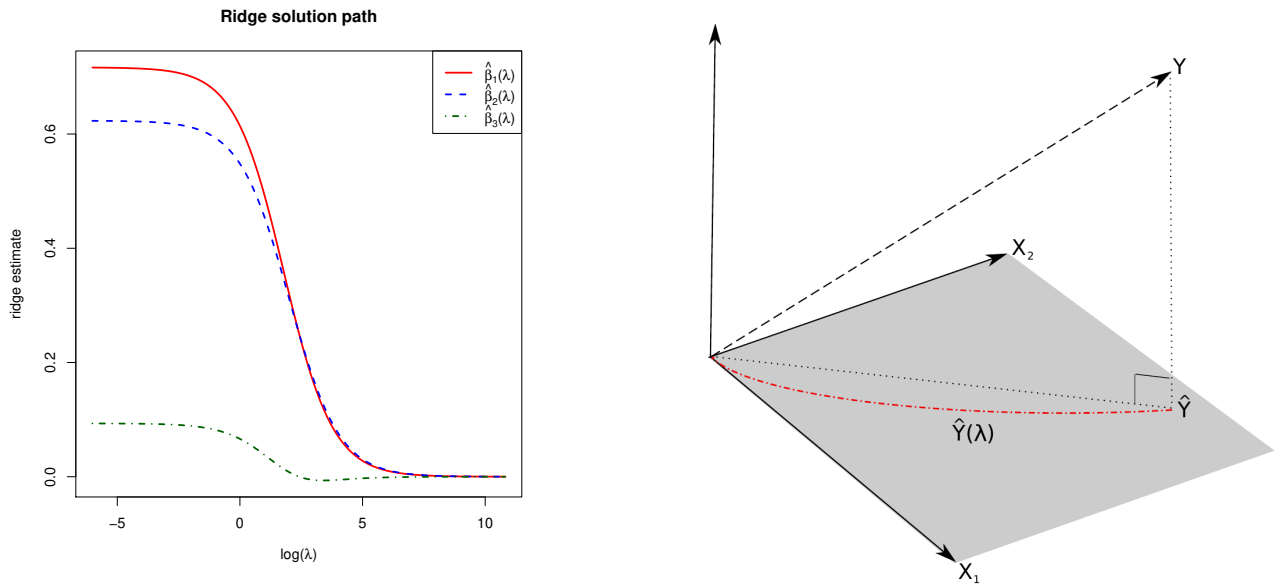 Ridge solution path
ridge estimate
0.6
0.4
0.2
0.0
β̂₁(λ)
β̂₂(λ)
β̂₃(λ)
−5 0 5 10
log(λ)
Y
X₂
Ŷ
Ŷ(λ)
X₁